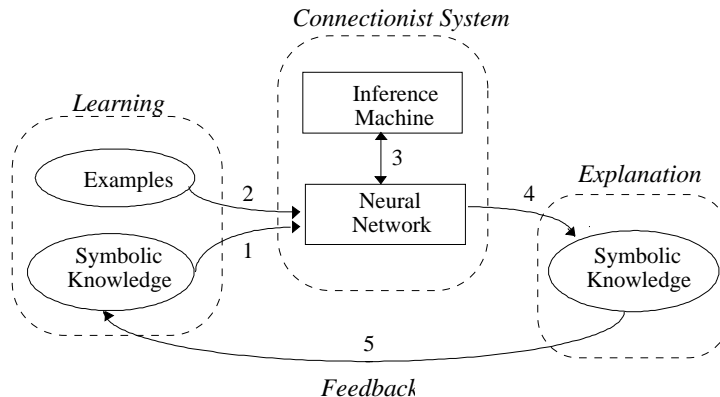 Connectionist System
Learning
Inference
Machine
3
Examples
2
Neural
Network
4
Explanation
Symbolic
Knowledge
1
Symbolic
Knowledge
5
Feedback